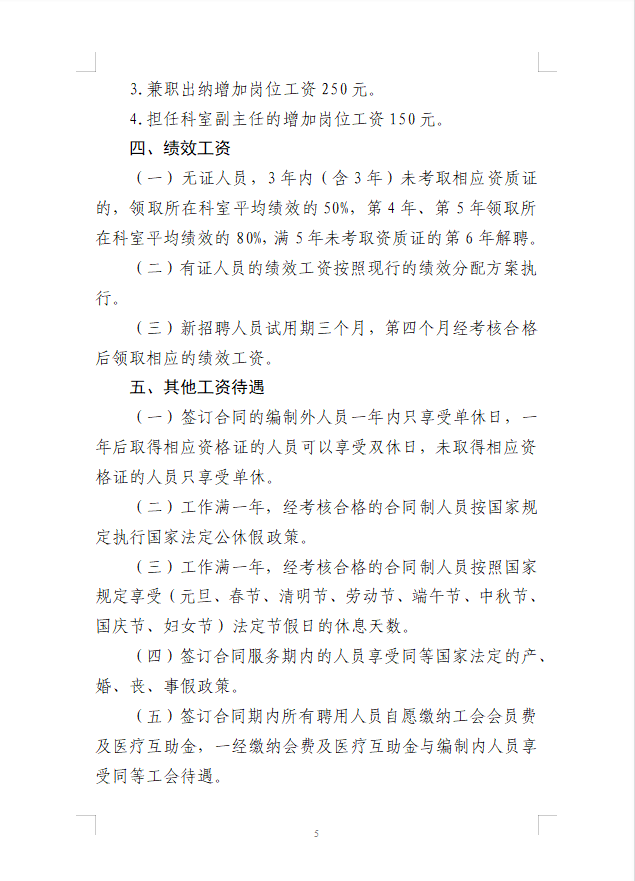 3.兼职出纳增加岗位工资 250 元。
4.担任科室副主任的增加岗位工资 150 元。
四、绩效工资
（一）无证人员，3 年内（含 3 年）未考取相应资质证
的，领取所在科室平均绩效的 50%，第 4 年、第 5 年领取所
在科室平均绩效的 80%，满 5 年未考取资质证的第 6 年解聘。
（二）有证人员的绩效工资按照现行的绩效分配方案执
行。
（三）新招聘人员试用期三个月，第四个月经考核合格
后领取相应的绩效工资。
五、其他工资待遇
（一）签订合同的编制外人员一年内只享受单休日，一
年后取得相应资格证的人员可以享受双休日，未取得相应资
格证的人员只享受单休。
（二）工作满一年，经考核合格的合同制人员按国家规
定执行国家法定公休假政策。
（三）工作满一年，经考核合格的合同制人员按照国家
规定享受（元旦、春节、清明节、劳动节、端午节、中秋节、
国庆节、妇女节）法定节假日的休息天数。
（四）签订合同服务期内的人员享受同等国家法定的产、
婚、丧、事假政策。
（五）签订合同期内所有聘用人员自愿缴纳工会会员费
及医疗互助金，一经缴纳会费及医疗互助金与编制内人员享
受同等工会待遇。
5